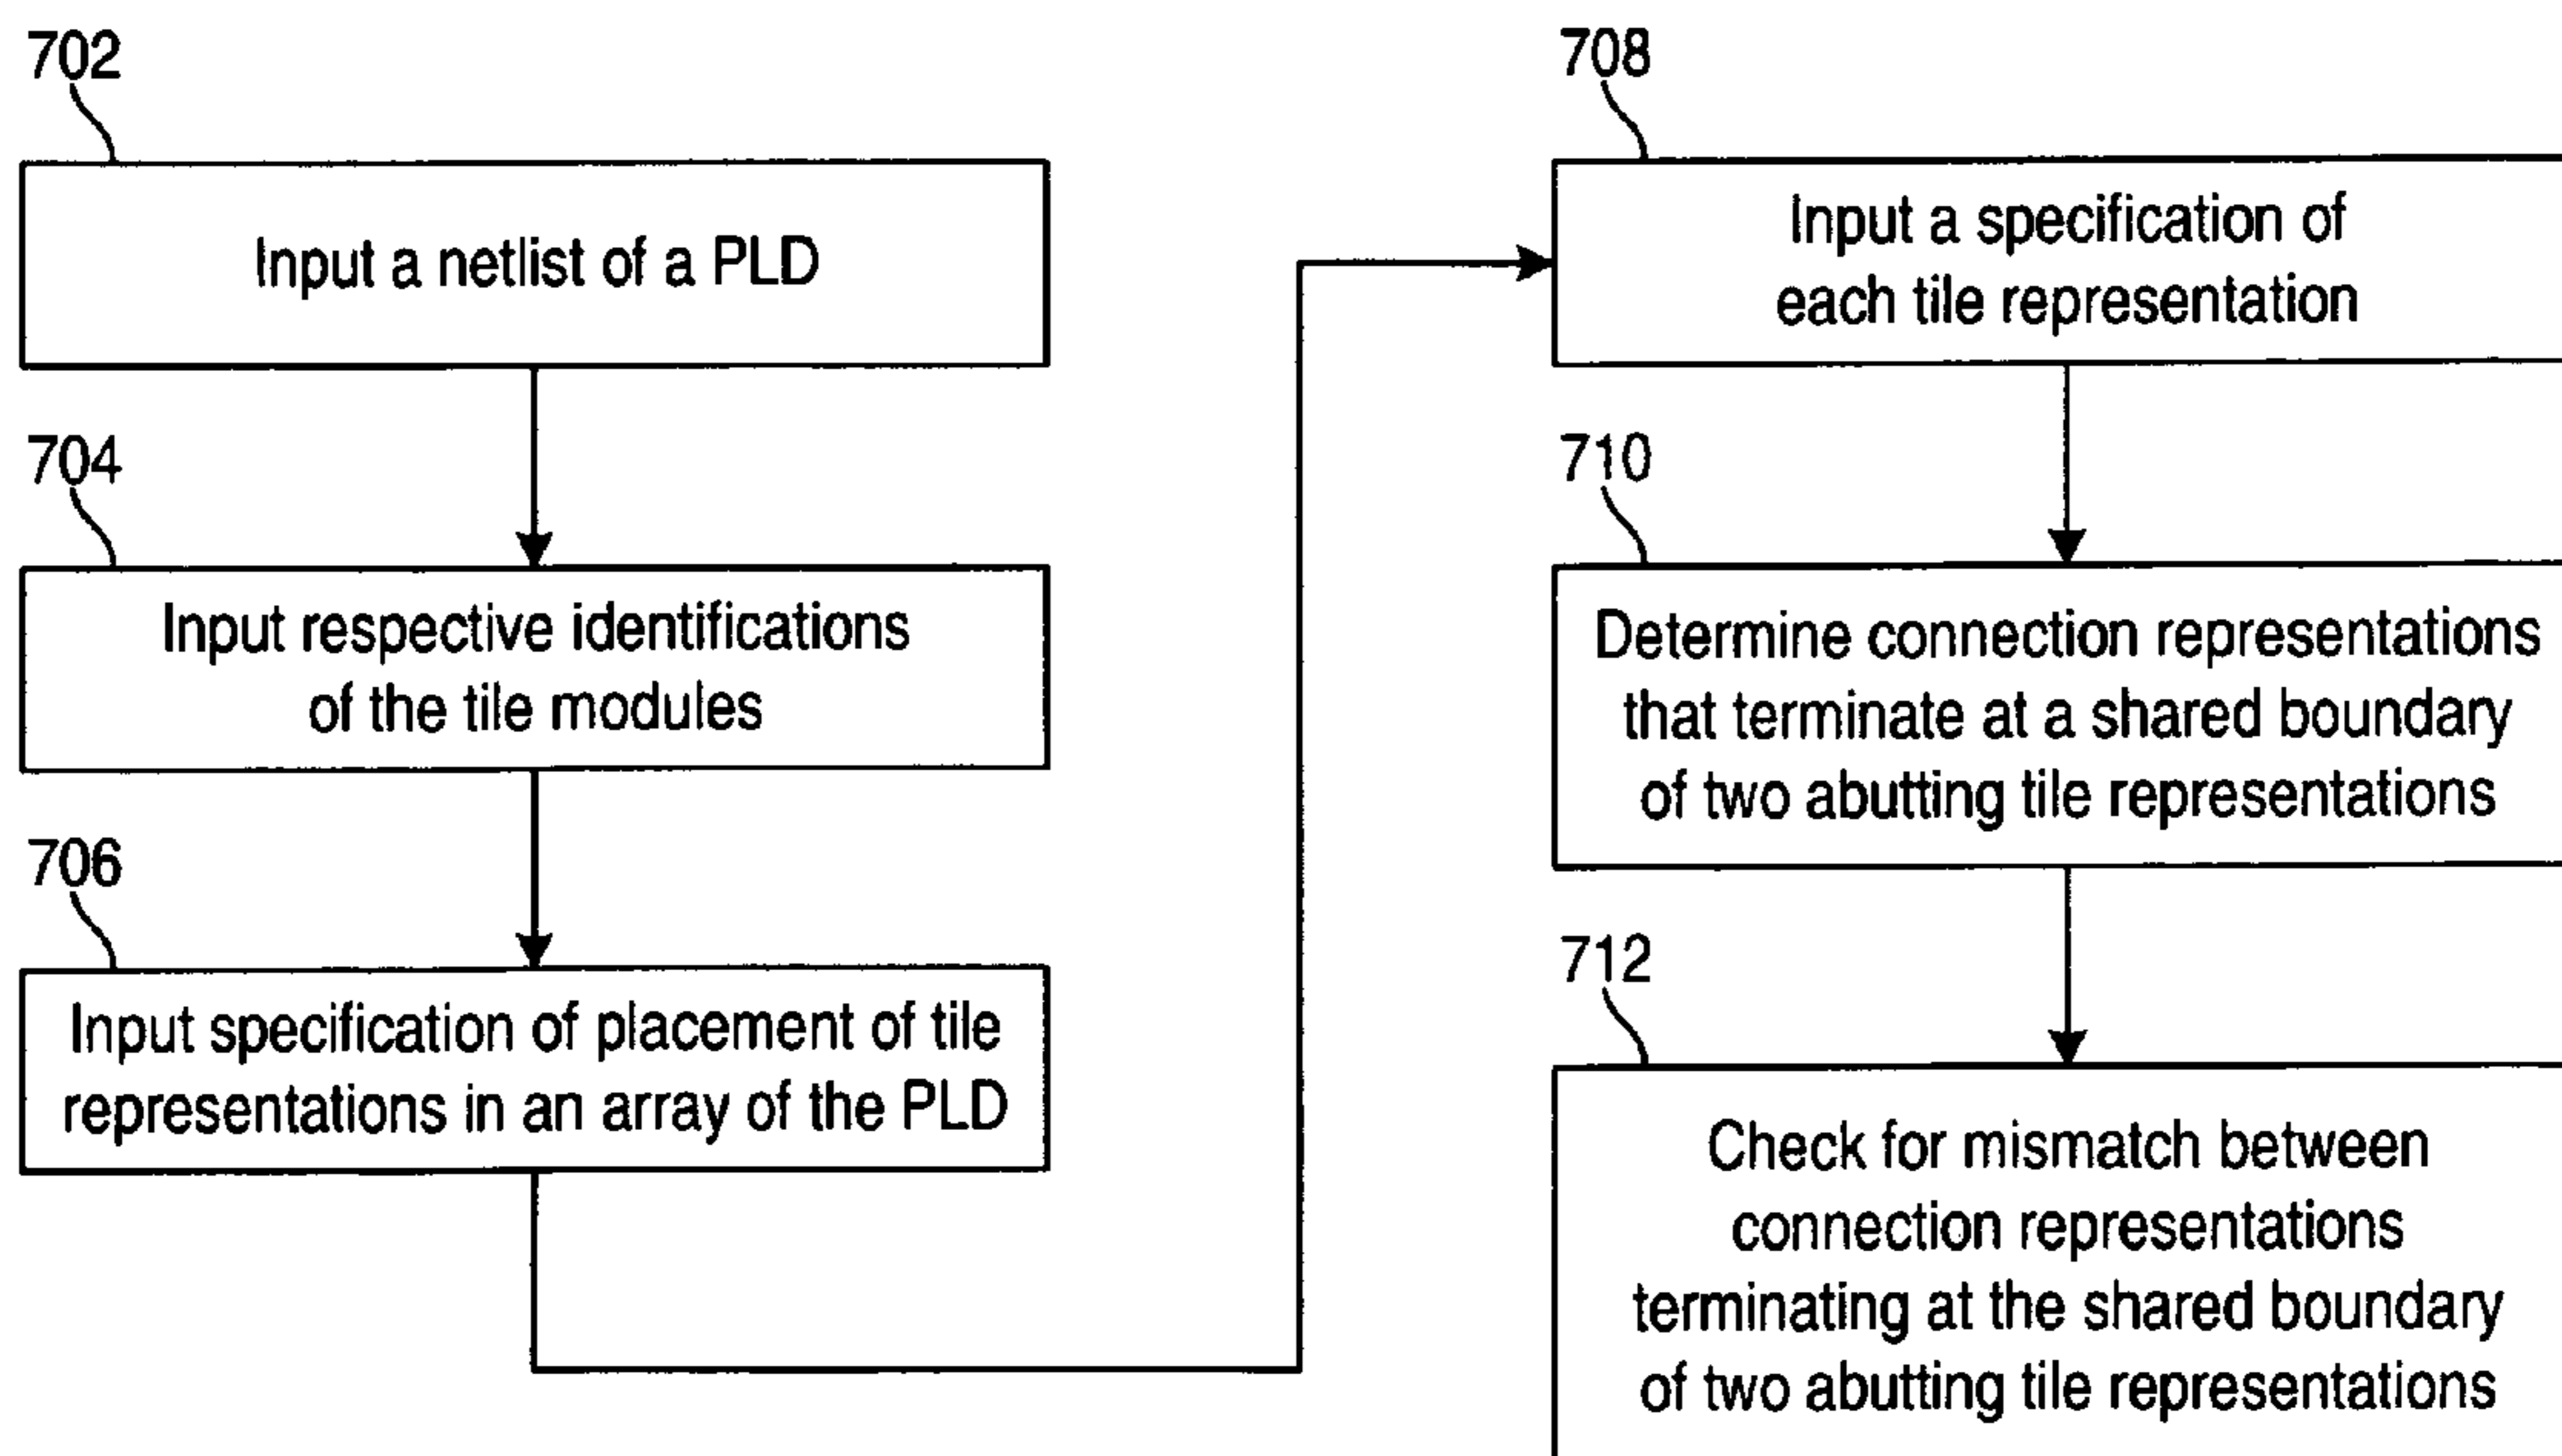 702
Input a netlist of a PLD
704
Input respective identifications
of the tile modules
706
Input specification of placement of tile
representations in an array of the PLD
708
Input a specification of
each tile representation
710
Determine connection representations
that terminate at a shared boundary
of two abutting tile representations
712
Check for mismatch between
connection representations
terminating at the shared boundary
of two abutting tile representations